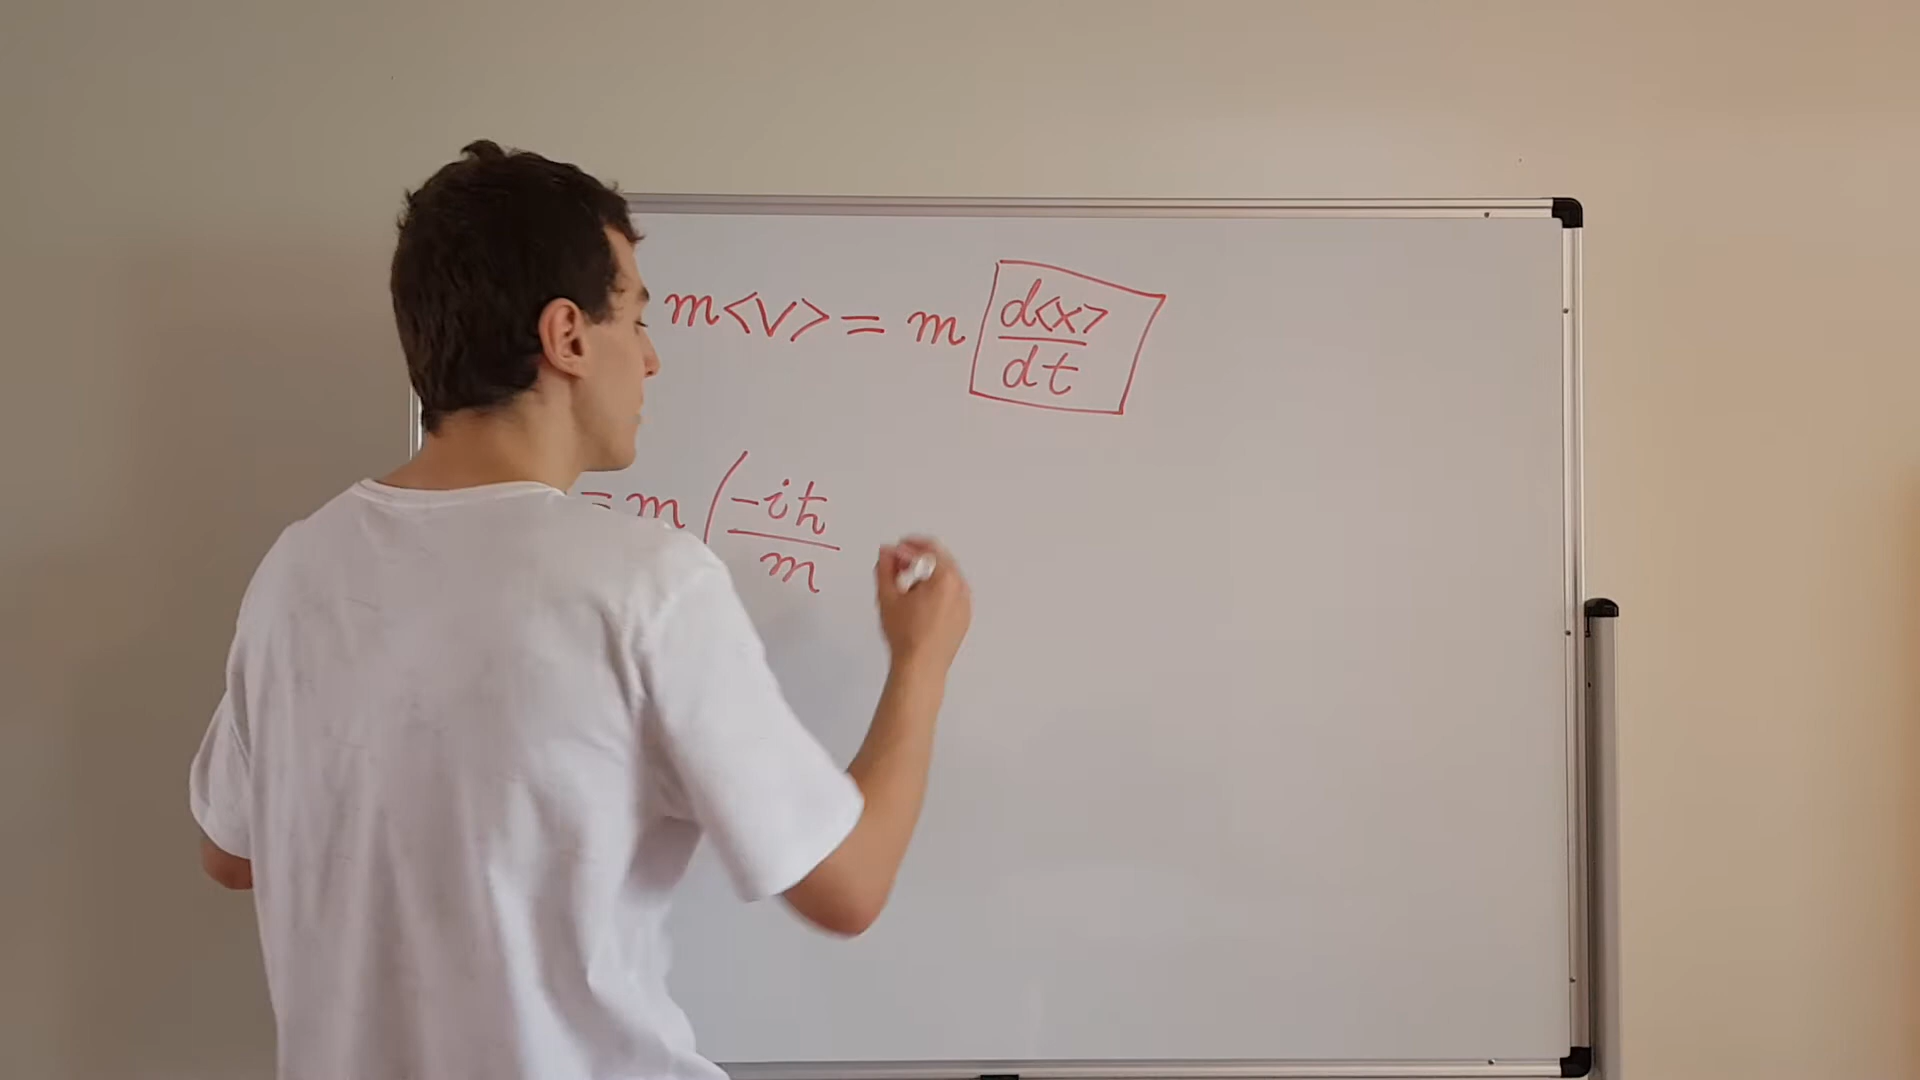 m<v> = m d<x>/dt
= m (-iħ/m